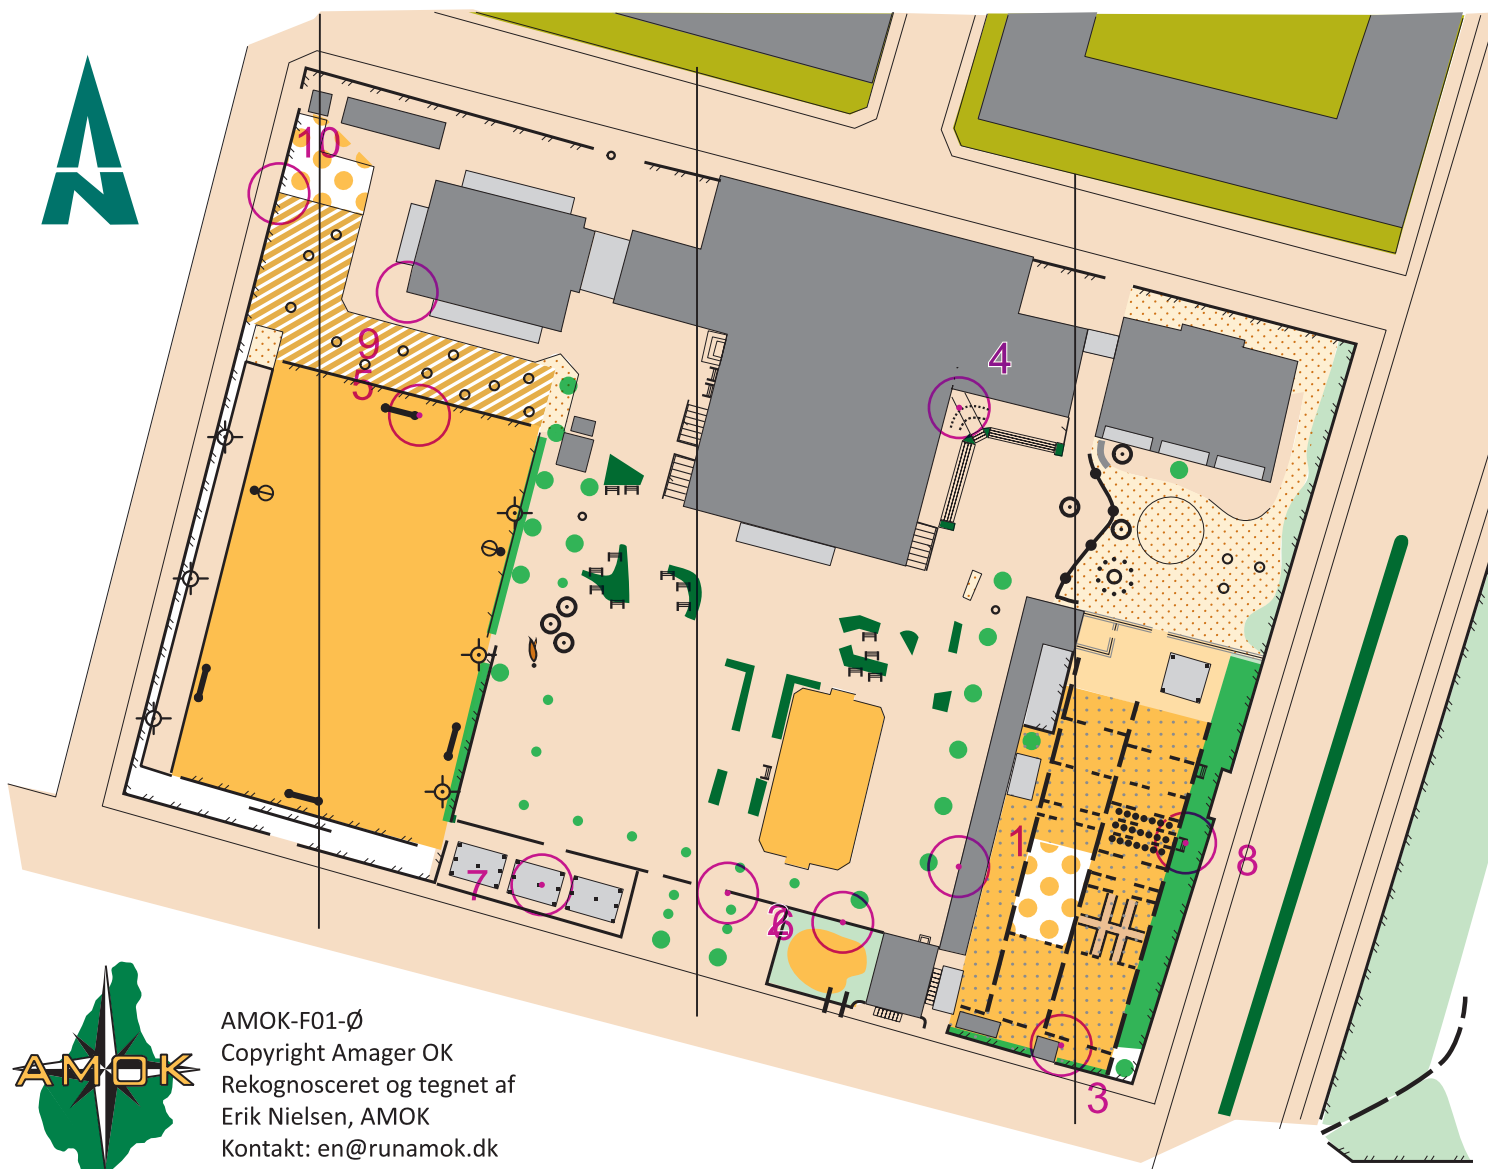 10
4
9
5
1
8
7
2
6
3
AMOK
AMOK-F01-Ø
Copyright Amager OK
Rekognosceret og tegnet af
Erik Nielsen, AMOK
Kontakt: en@runamok.dk